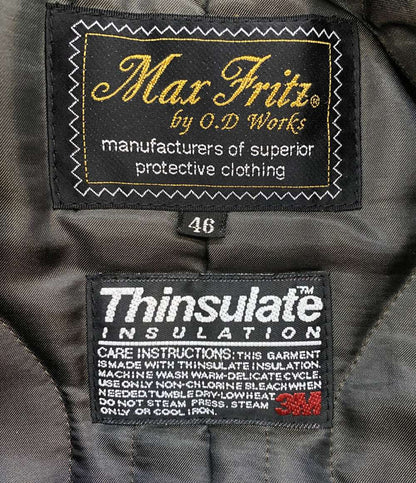 Max Fritz®
by O.D Works
manufacturers of superior
protective clothing
46
Thinsulate™
INSULATION
CARE INSTRUCTIONS: THIS GARMENT
IS MADE WITH THINSULATE INSULATION.
MACHINE WASH WARM-DELICATE CYCLE.
USE ONLY NON-CHLORINE BLEACH WHEN
NEEDED. TUMBLE DRY-LOW HEAT.
DO NOT STEAM PRESS. STEAM
ONLY OR COOL IRON.
3M